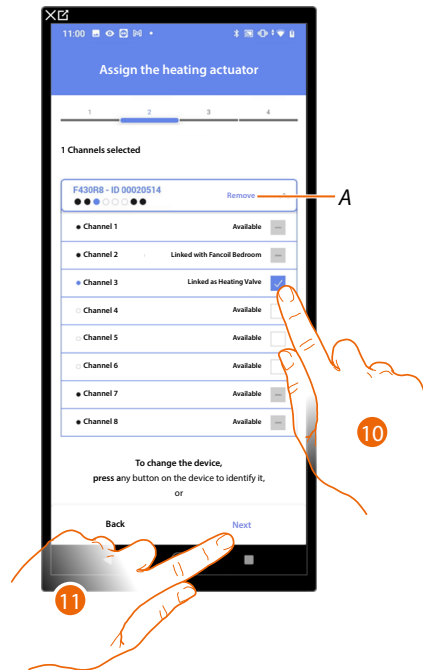 11:00
Assign the heating actuator
1 2 3 4
1 Channels selected
F430R8 - ID 00020514
Remove
A
Channel 1 Available
Channel 2 Linked with Fancoil Bedroom
Channel 3 Linked as Heating Valve
Channel 4 Available
Channel 5 Available
Channel 6 Available
Channel 7 Available
Channel 8 Available
10
To change the device,
press any button on the device to identify it,
or
Back Next
11